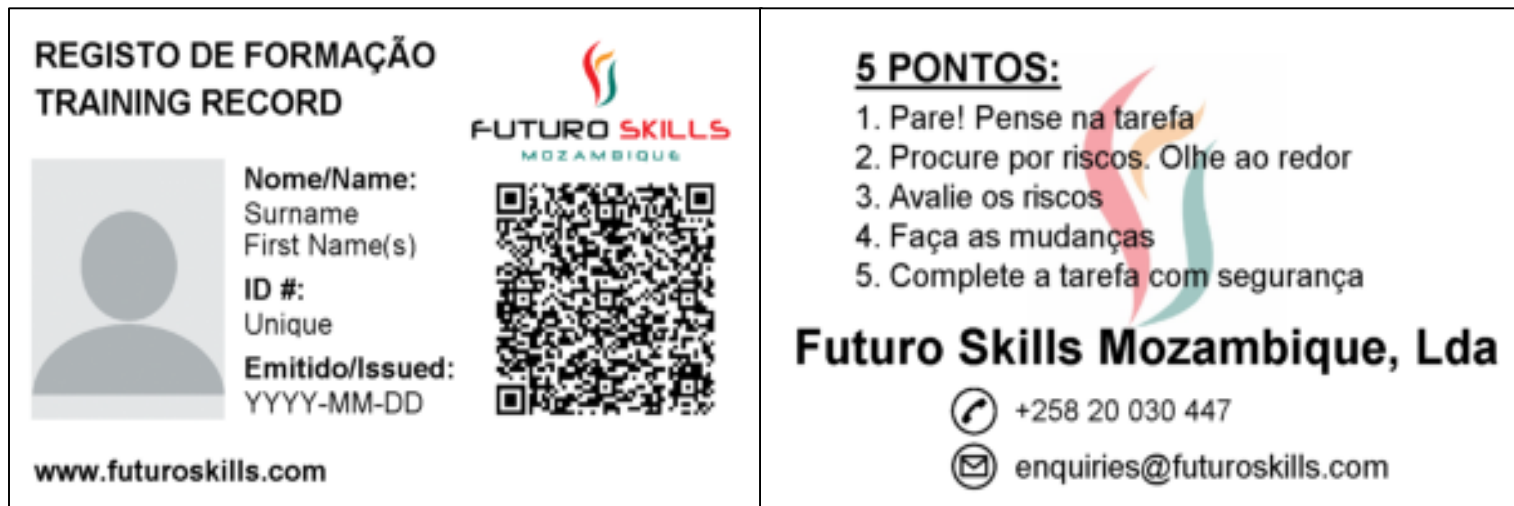 REGISTO DE FORMAÇÃO
TRAINING RECORD
FUTURO SKILLS
MOZAMBIQUE
Nome/Name:
Surname
First Name(s)
ID #:
Unique
Emitido/Issued:
YYYY-MM-DD
www.futuroskills.com
5 PONTOS:
1. Pare! Pense na tarefa
2. Procure por riscos. Olhe ao redor
3. Avalie os riscos
4. Faça as mudanças
5. Complete a tarefa com segurança
Futuro Skills Mozambique, Lda
+258 20 030 447
enquiries@futuroskills.com